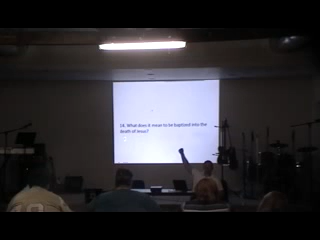 14. What does it mean to be baptized into the
death of Jesus?